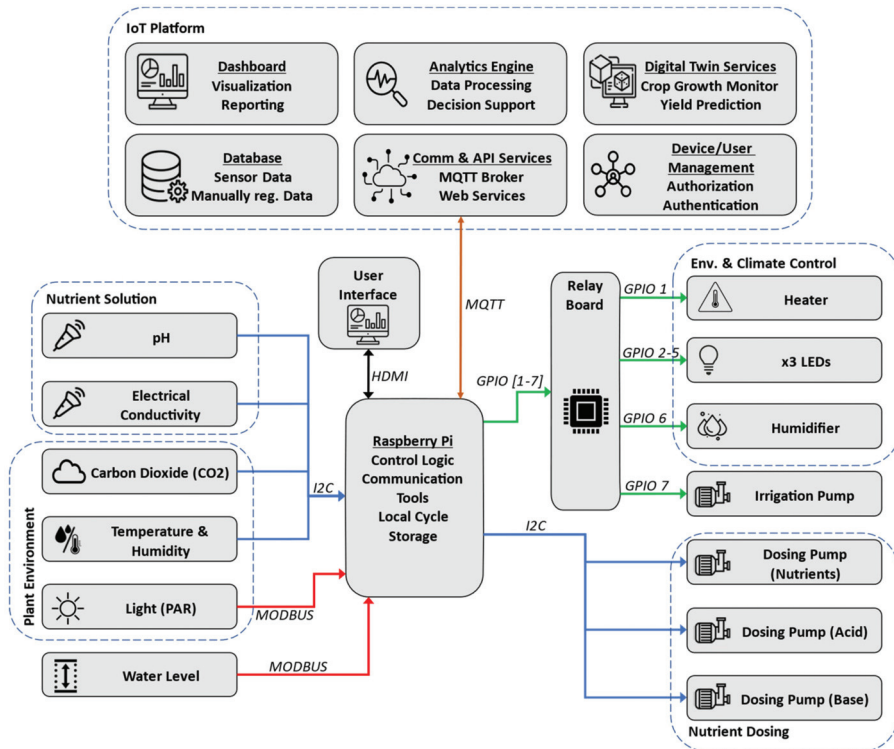 IoT Platform
Dashboard
Visualization
Reporting
Analytics Engine
Data Processing
Decision Support
Digital Twin Services
Crop Growth Monitor
Yield Prediction
Database
Sensor Data
Manually reg. Data
Comm & API Services
MQTT Broker
Web Services
Device/User
Management
Authorization
Authentication
Nutrient Solution
pH
Electrical
Conductivity
Plant Environment
Carbon Dioxide (CO2)
Temperature &
Humidity
Light (PAR)
Water Level
I2C
MODBUS
MODBUS
User
Interface
HDMI
MQTT
Raspberry Pi
Control Logic
Communication
Tools
Local Cycle
Storage
GPIO [1-7]
I2C
Relay
Board
GPIO 1
GPIO 2-5
GPIO 6
GPIO 7
Env. & Climate Control
Heater
x3 LEDs
Humidifier
Irrigation Pump
Dosing Pump
(Nutrients)
Dosing Pump (Acid)
Dosing Pump (Base)
Nutrient Dosing